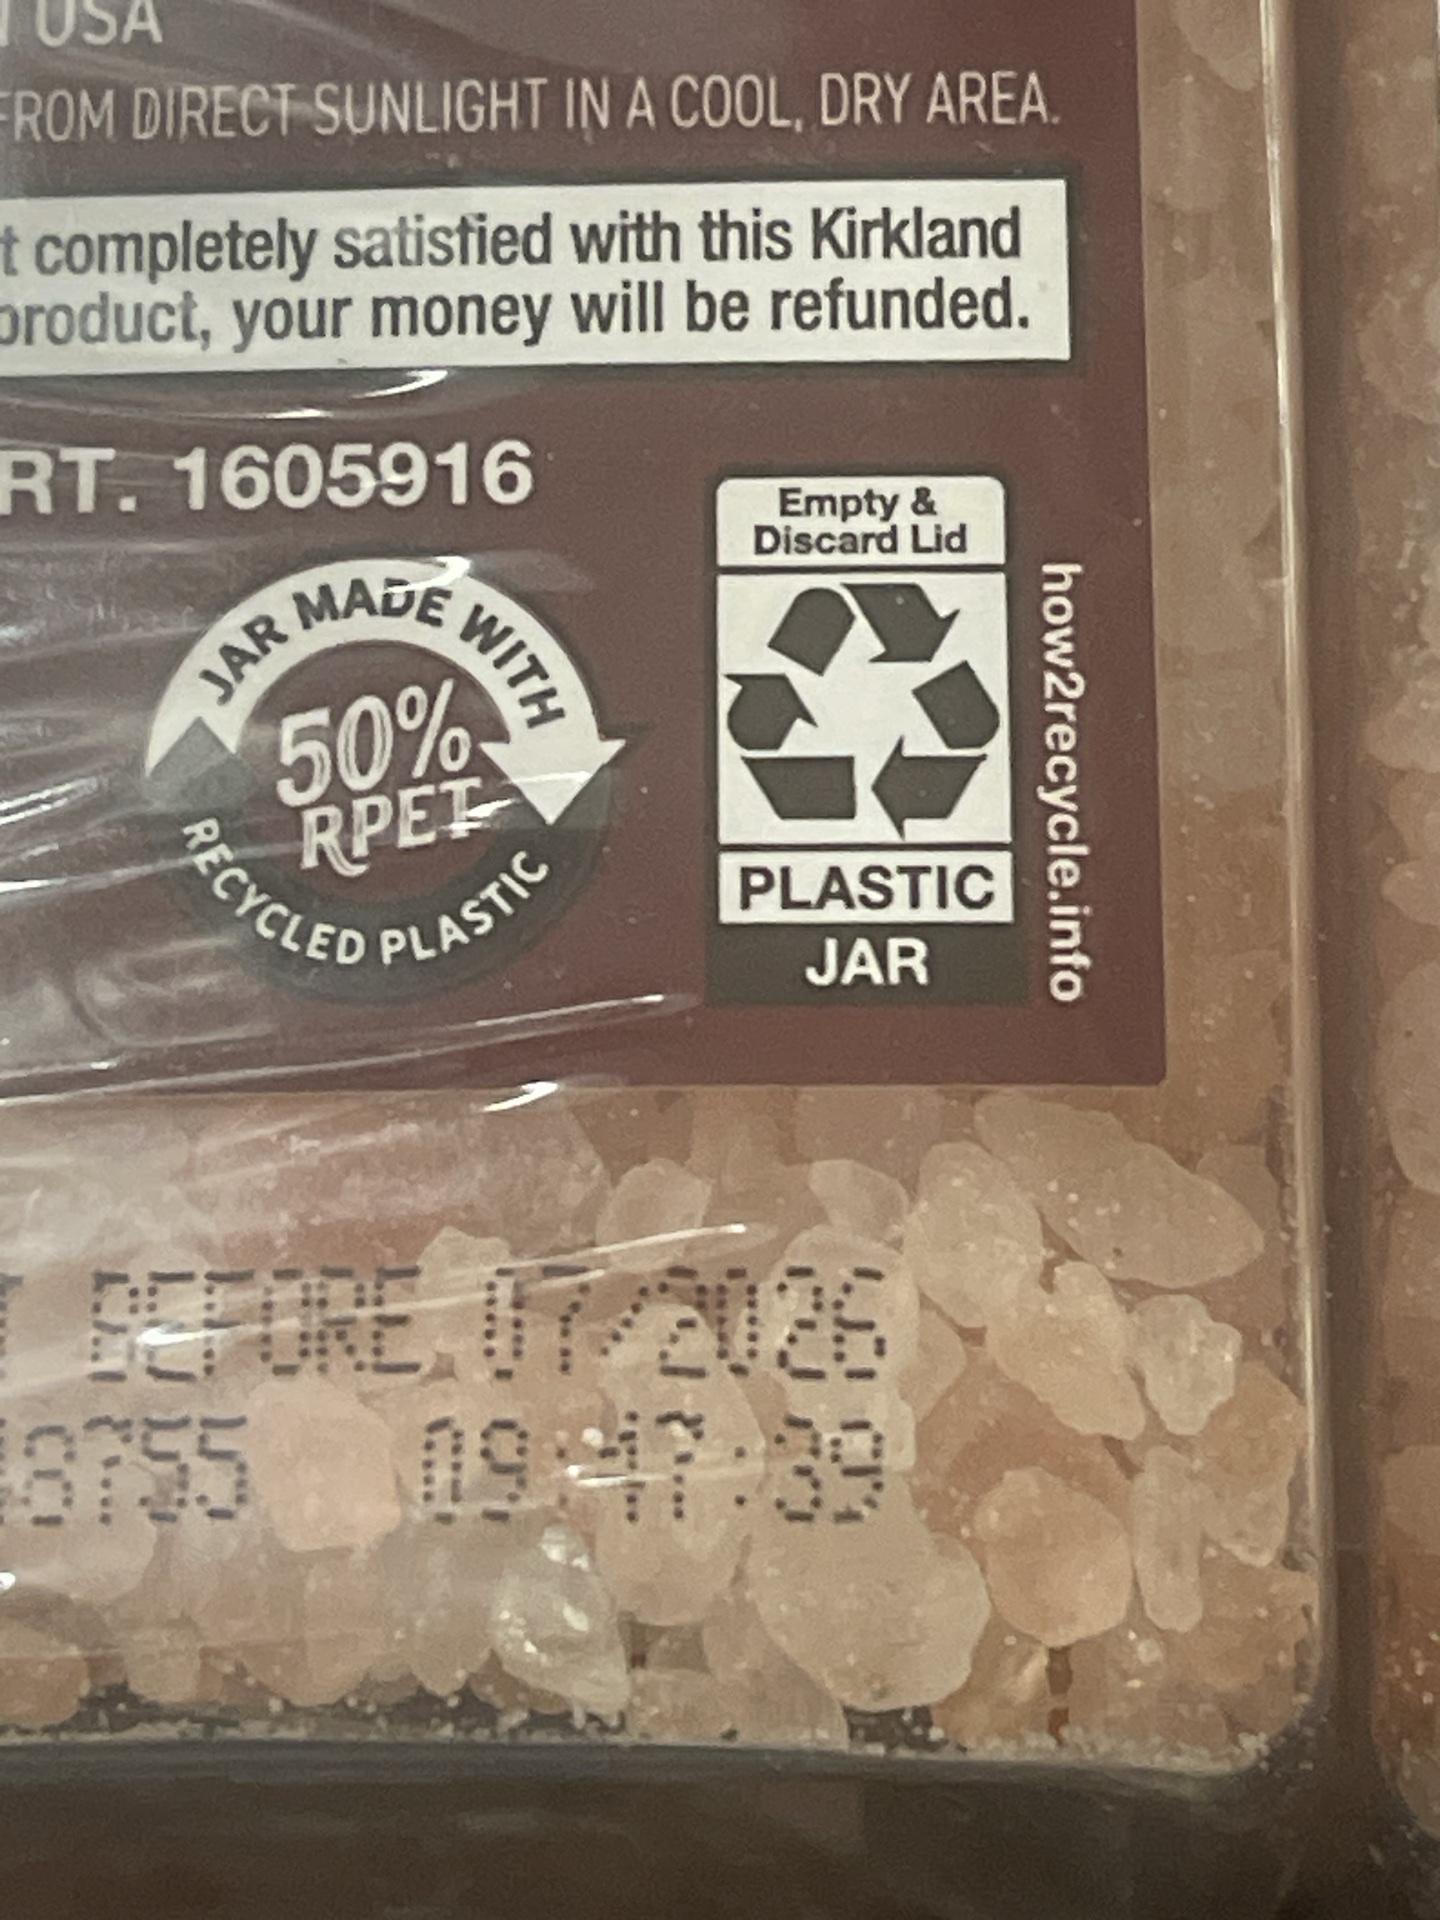 USA
FROM DIRECT SUNLIGHT IN A COOL, DRY AREA.
t completely satisfied with this Kirkland
product, your money will be refunded.
RT. 1605916
Empty &
Discard Lid
JAR MADE WITH
50%
RPET
RECYCLED PLASTIC
PLASTIC
JAR
how2recycle.info
BEFORE 07/2026
09:47:39